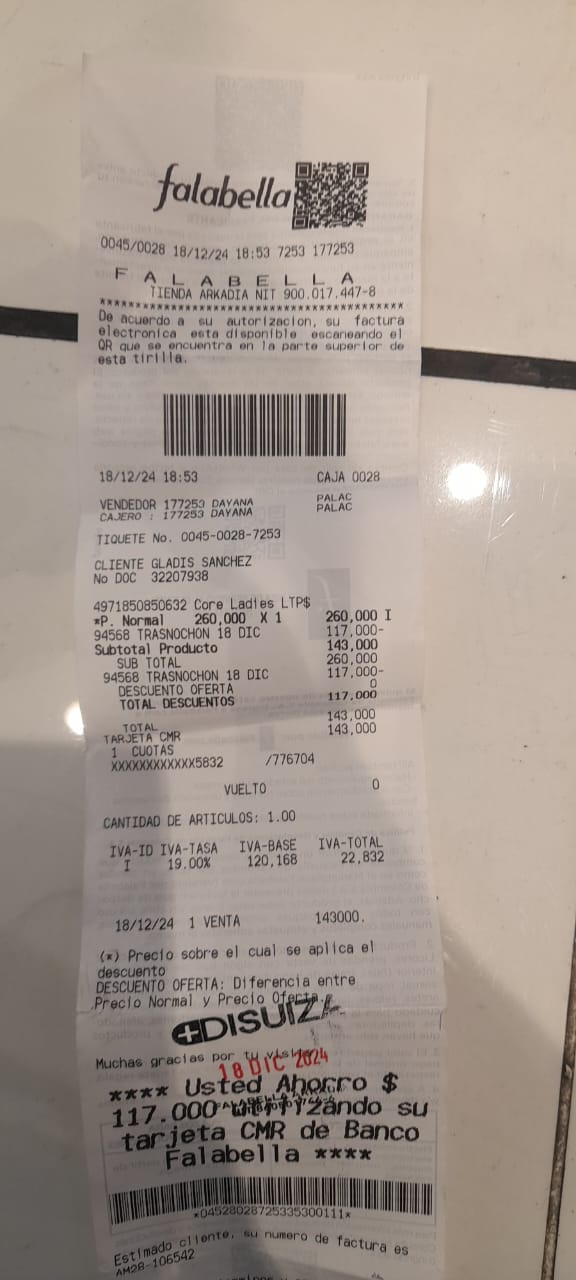 falabella
0045/0028 18/12/24 18:53 7253 177253
F A L A B E L L A
TIENDA ARKADIA NIT 900.017.447-8
******************************************
De acuerdo a su autorizacion, su factura
electronica esta disponible escaneando el
QR que se encuentra en la parte superior de
esta tirilla.
18/12/24 18:53 CAJA 0028
VENDEDOR 177253 DAYANA PALAC
CAJERO : 177253 DAYANA PALAC
TIQUETE No. 0045-0028-7253
CLIENTE GLADIS SANCHEZ
No DOC 32207938
4971850850632 Core Ladies LTP$
*P. Normal 260,000 X 1 260,000 I
94568 TRASNOCHON 18 DIC 117,000-
Subtotal Producto 143,000
SUB TOTAL 260,000
94568 TRASNOCHON 18 DIC 117,000-
DESCUENTO OFERTA 0
TOTAL DESCUENTOS 117,000
TOTAL 143,000
TARJETA CMR 143,000
1 CUOTAS
XXXXXXXXXXXX5832 /776704
VUELTO 0
CANTIDAD DE ARTICULOS: 1.00
IVA-ID IVA-TASA IVA-BASE IVA-TOTAL
I 19.00% 120,168 22,832
18/12/24 1 VENTA 143000.
(*) Precio sobre el cual se aplica el
descuento
DESCUENTO OFERTA: Diferencia entre
Precio Normal y Precio Oferta.
DISUIZA
Muchas gracias por tu visita
18 DIC 2024
**** Usted Ahorro $
117.000 utilizando su
tarjeta CMR de Banco
Falabella ****
*04528028725335300111*
Estimado cliente, su numero de factura es
AM28-106542